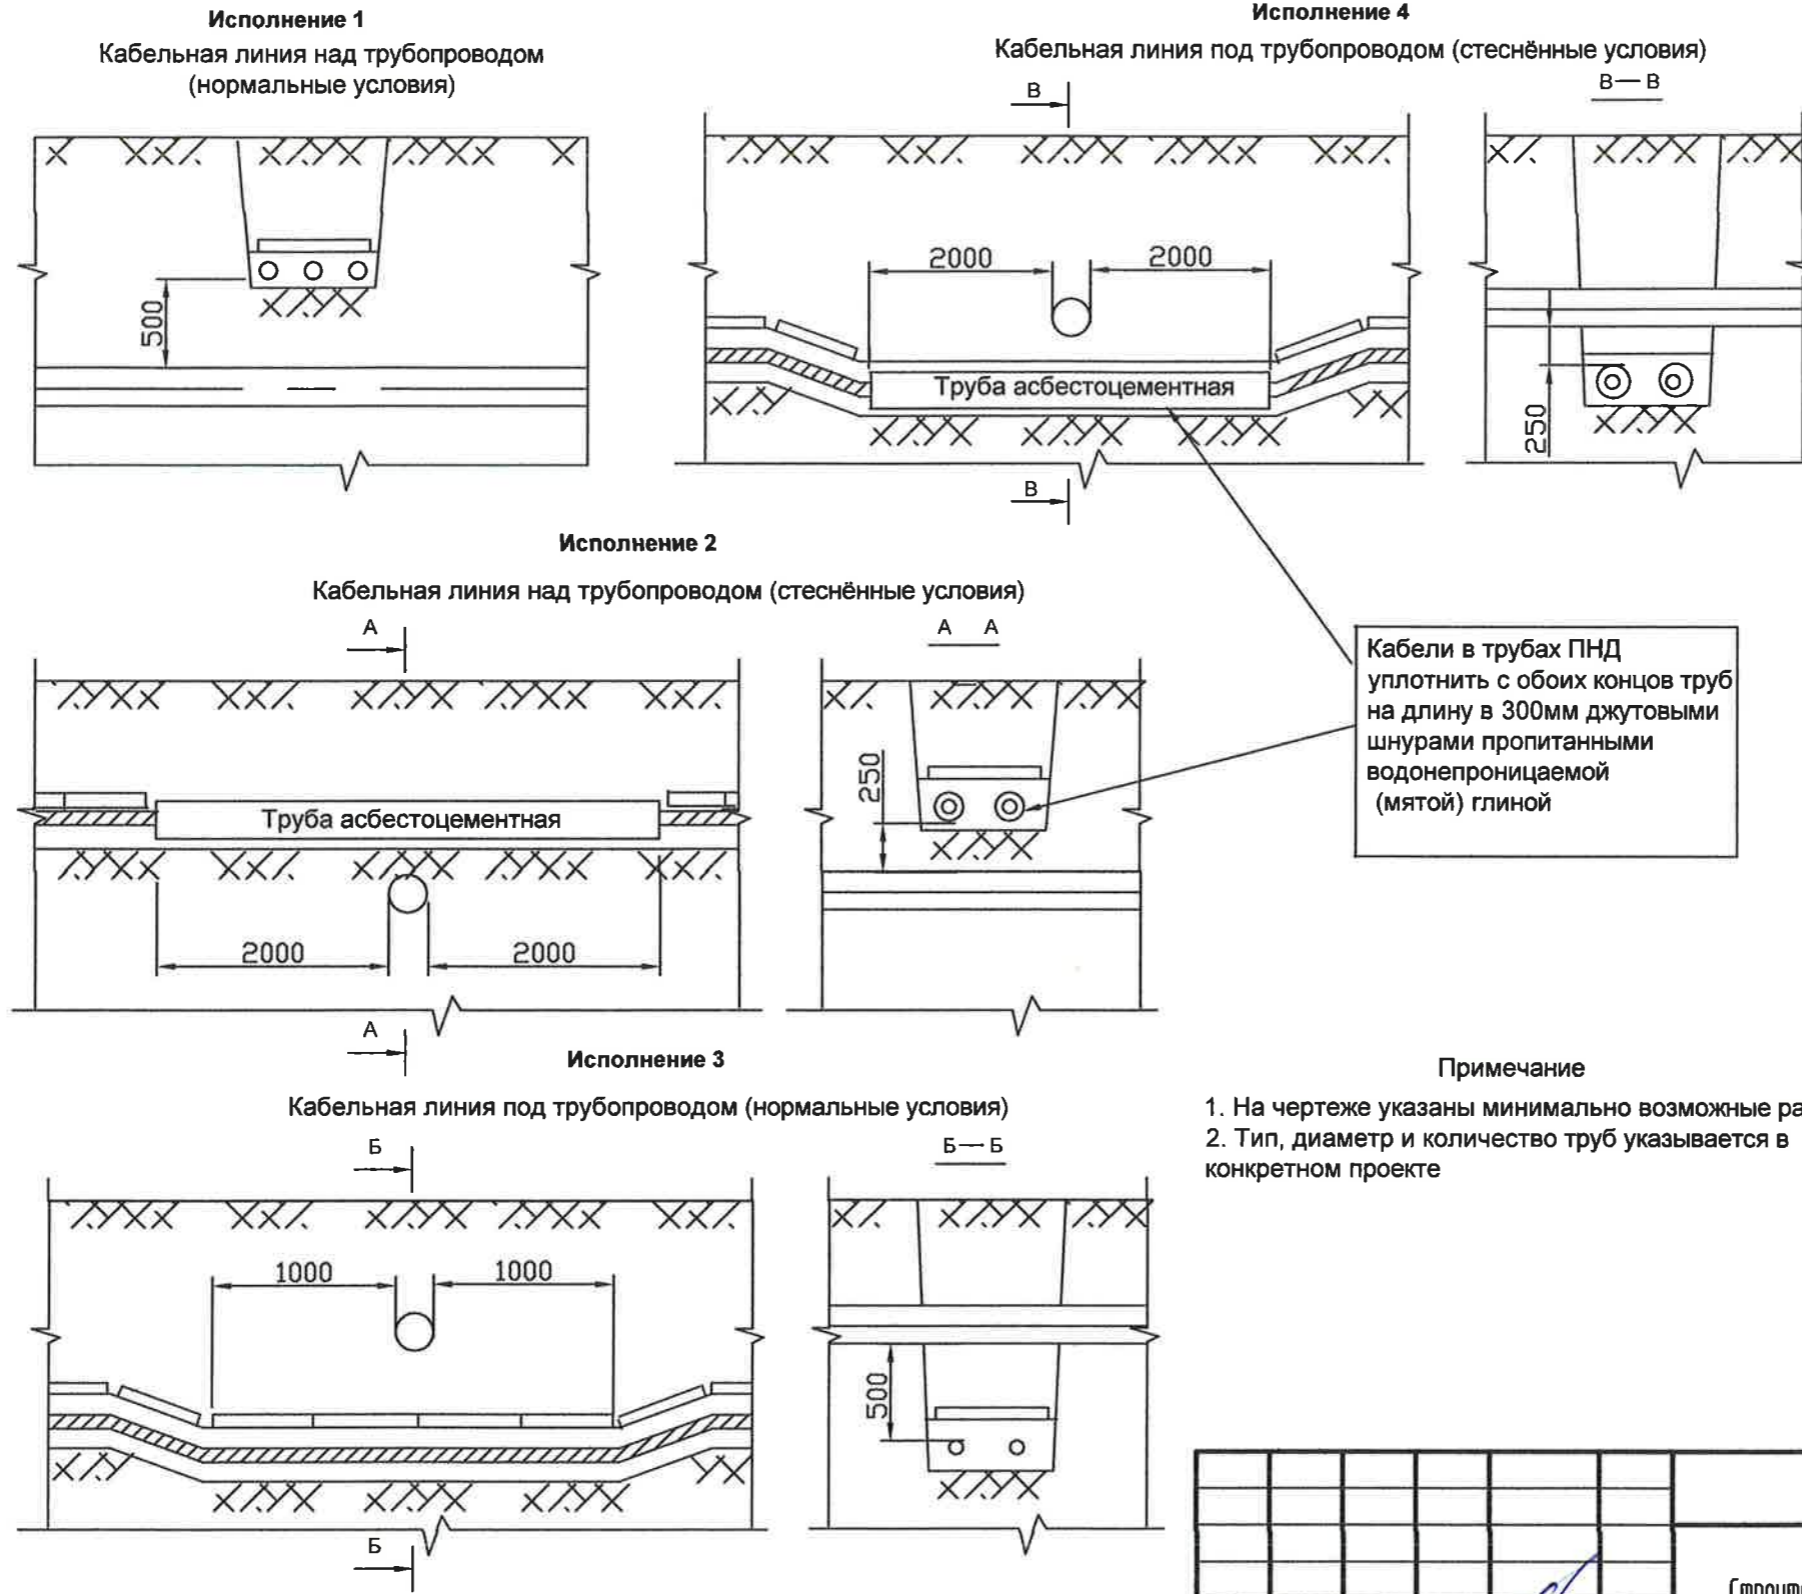 Исполнение 1
Кабельная линия над трубопроводом
(нормальные условия)
500
Исполнение 4
Кабельная линия под трубопроводом (стеснённые условия)
В
В — В
2000
2000
Труба асбестоцементная
250
В
Исполнение 2
Кабельная линия над трубопроводом (стеснённые условия)
А
А А
Труба асбестоцементная
250
2000
2000
А
Кабели в трубах ПНД
уплотнить с обоих концов труб
на длину в 300мм джутовыми
шнурами пропитанными
водонепроницаемой
(мятой) глиной
Исполнение 3
Кабельная линия под трубопроводом (нормальные условия)
Б
Б — Б
1000
1000
500
Б
Примечание
1. На чертеже указаны минимально возможные ра
2. Тип, диаметр и количество труб указывается в
конкретном проекте